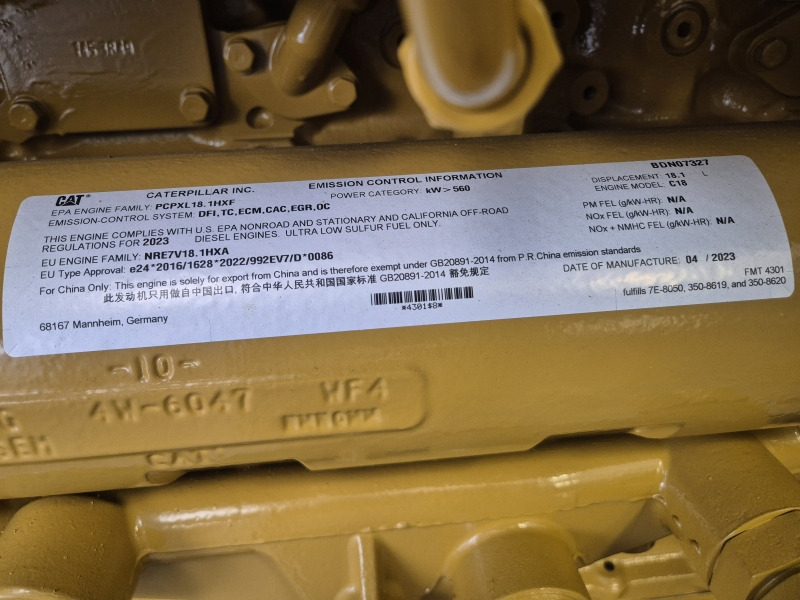 CAT CATERPILLAR INC. EMISSION CONTROL INFORMATION BDN07327
EPA ENGINE FAMILY: PCPXL18.1HXF POWER CATEGORY: kW > 560 DISPLACEMENT: 18.1 L
EMISSION-CONTROL SYSTEM: DFI,TC,ECM,CAC,EGR,OC ENGINE MODEL: C18
THIS ENGINE COMPLIES WITH U.S. EPA NONROAD AND STATIONARY AND CALIFORNIA OFF-ROAD PM FEL (g/kW-HR): N/A
REGULATIONS FOR 2023 DIESEL ENGINES. ULTRA LOW SULFUR FUEL ONLY. NOx FEL (g/kW-HR): N/A
EU ENGINE FAMILY: NRE7V18.1HXA NOx + NMHC FEL (g/kW-HR): N/A
EU Type Approval: e24*2016/1628*2022/992EV7/D*0086
For China Only: This engine is solely for export from China and is therefore exempt under GB20891-2014 from P.R.China emission standards
此发动机只用做自中国出口, 符合中华人民共和国国家标准 GB20891-2014 豁免规定 DATE OF MANUFACTURE: 04 / 2023
*4301$8* FMT 4301
68167 Mannheim, Germany fulfills 7E-8050, 350-8619, and 350-8620
-10-
4W-6047 WF4